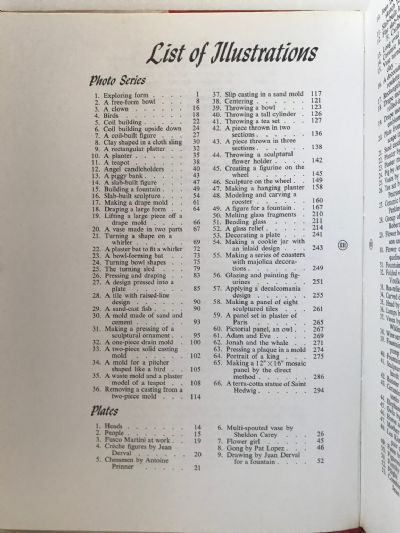 List of Illustrations
Photo Series
1. Exploring form . . . . 1
2. A free-form bowl . . . 8
3. A clown . . . . . . 16
4. Birds . . . . . . . 18
5. Coil building . . . . . 22
6. Coil building upside down 24
7. A coil-built figure . . . 27
8. Clay shaped in a cloth sling 30
9. A rectangular platter . . 32
10. A planter . . . . . . 35
11. A teapot . . . . . . 38
12. Angel candleholders . . 40
13. A piggy bank . . . . 43
14. A slab-built figure . . . 47
15. Building a fountain . . 49
16. Slab-built sculpture . . . 54
17. Making a drape mold . . 61
18. Draping a large form . . 64
19. Lifting a large piece off a
drape mold . . . . . 66
20. A vase made in two parts 67
21. Turning a shape on a
whirler . . . . . . 69
22. A plaster bat to fit a whirler 72
23. A bowl-forming bat . . 73
24. Turning bowl shapes . . 75
25. The turning sled . . . 79
26. Pressing and draping . . 83
27. A design pressed into a
plate . . . . . . . 85
28. A tile with raised-line
design . . . . . . 90
29. A sand-cast fish . . . . 90
30. A mold made of sand and
cement . . . . . . 93
31. Making a pressing of a
sculptural ornament . . 95
32. A one-piece drain mold . 100
33. A two-piece solid casting
mold . . . . . . . 102
34. A mold for a pitcher
shaped like a bird . . 105
35. A waste mold and a plaster
model of a teapot . . 108
36. Removing a casting from a
two-piece mold . . . 114
37. Slip casting in a sand mold 117
38. Centering . . . . . . 121
39. Throwing a bowl . . . 123
40. Throwing a tall cylinder . 126
41. Throwing a tea set . . . 127
42. A piece thrown in two
sections . . . . . . 136
43. A piece thrown in three
sections . . . . . . 138
44. Throwing a sculptural
flower holder . . . . 142
45. Creating a figurine on the
wheel . . . . . . 145
46. Sculpture on the wheel . . 149
47. Making a hanging planter 158
48. Modeling and carving a
rooster . . . . . . 160
49. A figure for a fountain . 167
50. Melting glass fragments . 210
51. Bending glass . . . . 211
52. A glass relief . . . . . 214
53. Decorating a plate . . . 241
54. Making a cookie jar with
an inlaid design . . . 243
55. Making a series of coasters
with majolica decora-
tions . . . . . . . 249
56. Glazing and painting fig-
urines . . . . . . 251
57. Applying a decalcomania
design . . . . . . 255
58. Making a panel of eight
sculptured tiles . . . 261
59. A panel set in plaster of
Paris . . . . . . . 265
60. Pictorial panel, an owl . . 267
61. Adam and Eve . . . . 268
62. Jonah and the whale . . 271
63. Pressing a plaque in a mold 274
64. Portrait of a king . . . 275
65. Making a 12" × 16" mosaic
panel by the direct
method . . . . . . 286
66. A terra-cotta statue of Saint
Hedwig . . . . . . 294
Plates
1. Heads . . . . . . . 14
2. People . . . . . . . 15
3. Fusco Martini at work . . 19
4. Crèche figures by Jean
Derval . . . . . . 20
5. Chessmen by Antoine
Prinner . . . . . . 21
6. Multi-spouted vase by
Sheldon Carey . . . 26
7. Flower girl . . . . . 45
8. Gong by Pat Lopez . . . 46
9. Drawing by Jean Derval
for a fountain . . . . 52